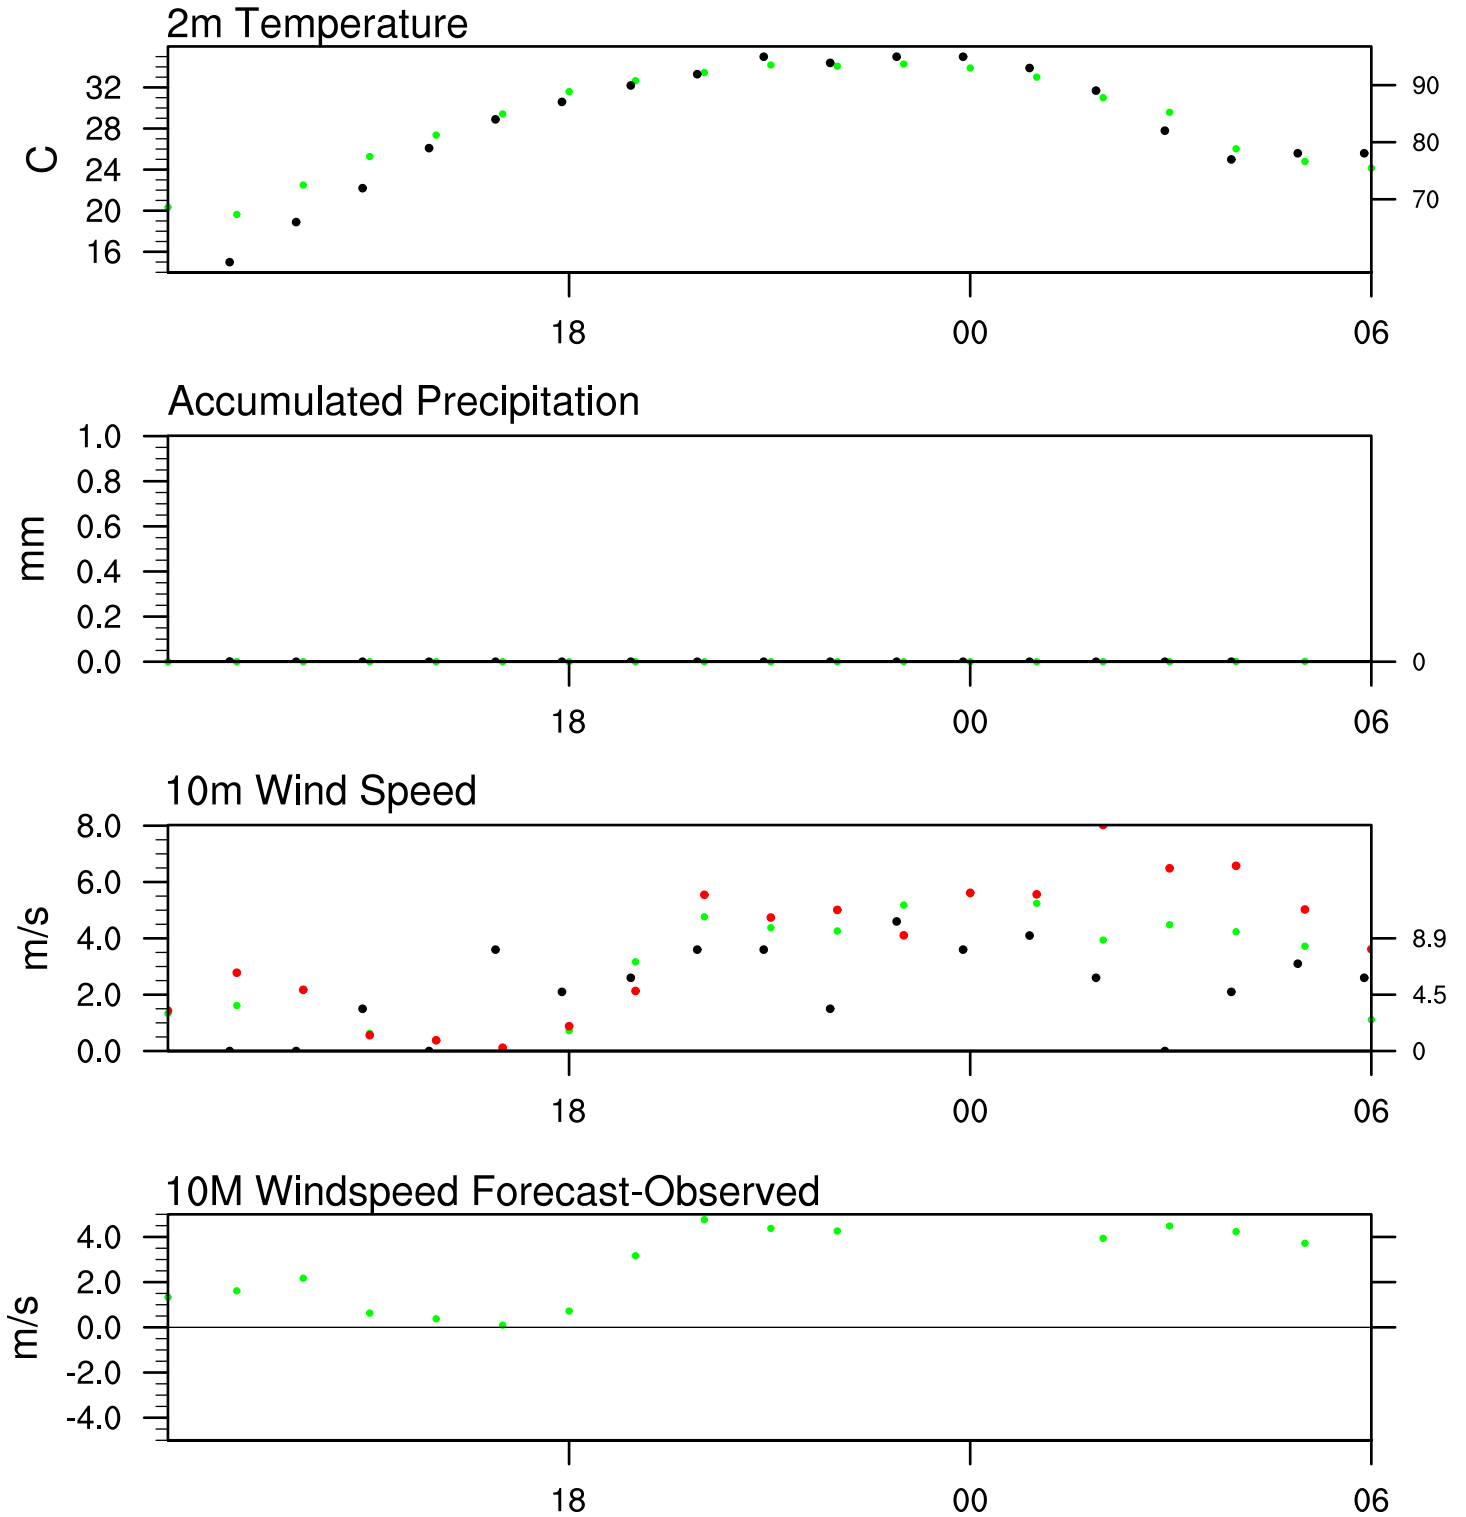 2m Temperature
C
32
28
24
20
16
90
80
70
18 00 06
Accumulated Precipitation
mm
1.0
0.8
0.6
0.4
0.2
0.0
0
18 00 06
10m Wind Speed
m/s
8.0
6.0
4.0
2.0
0.0
8.9
4.5
0
18 00 06
10M Windspeed Forecast-Observed
m/s
4.0
2.0
0.0
-2.0
-4.0
18 00 06